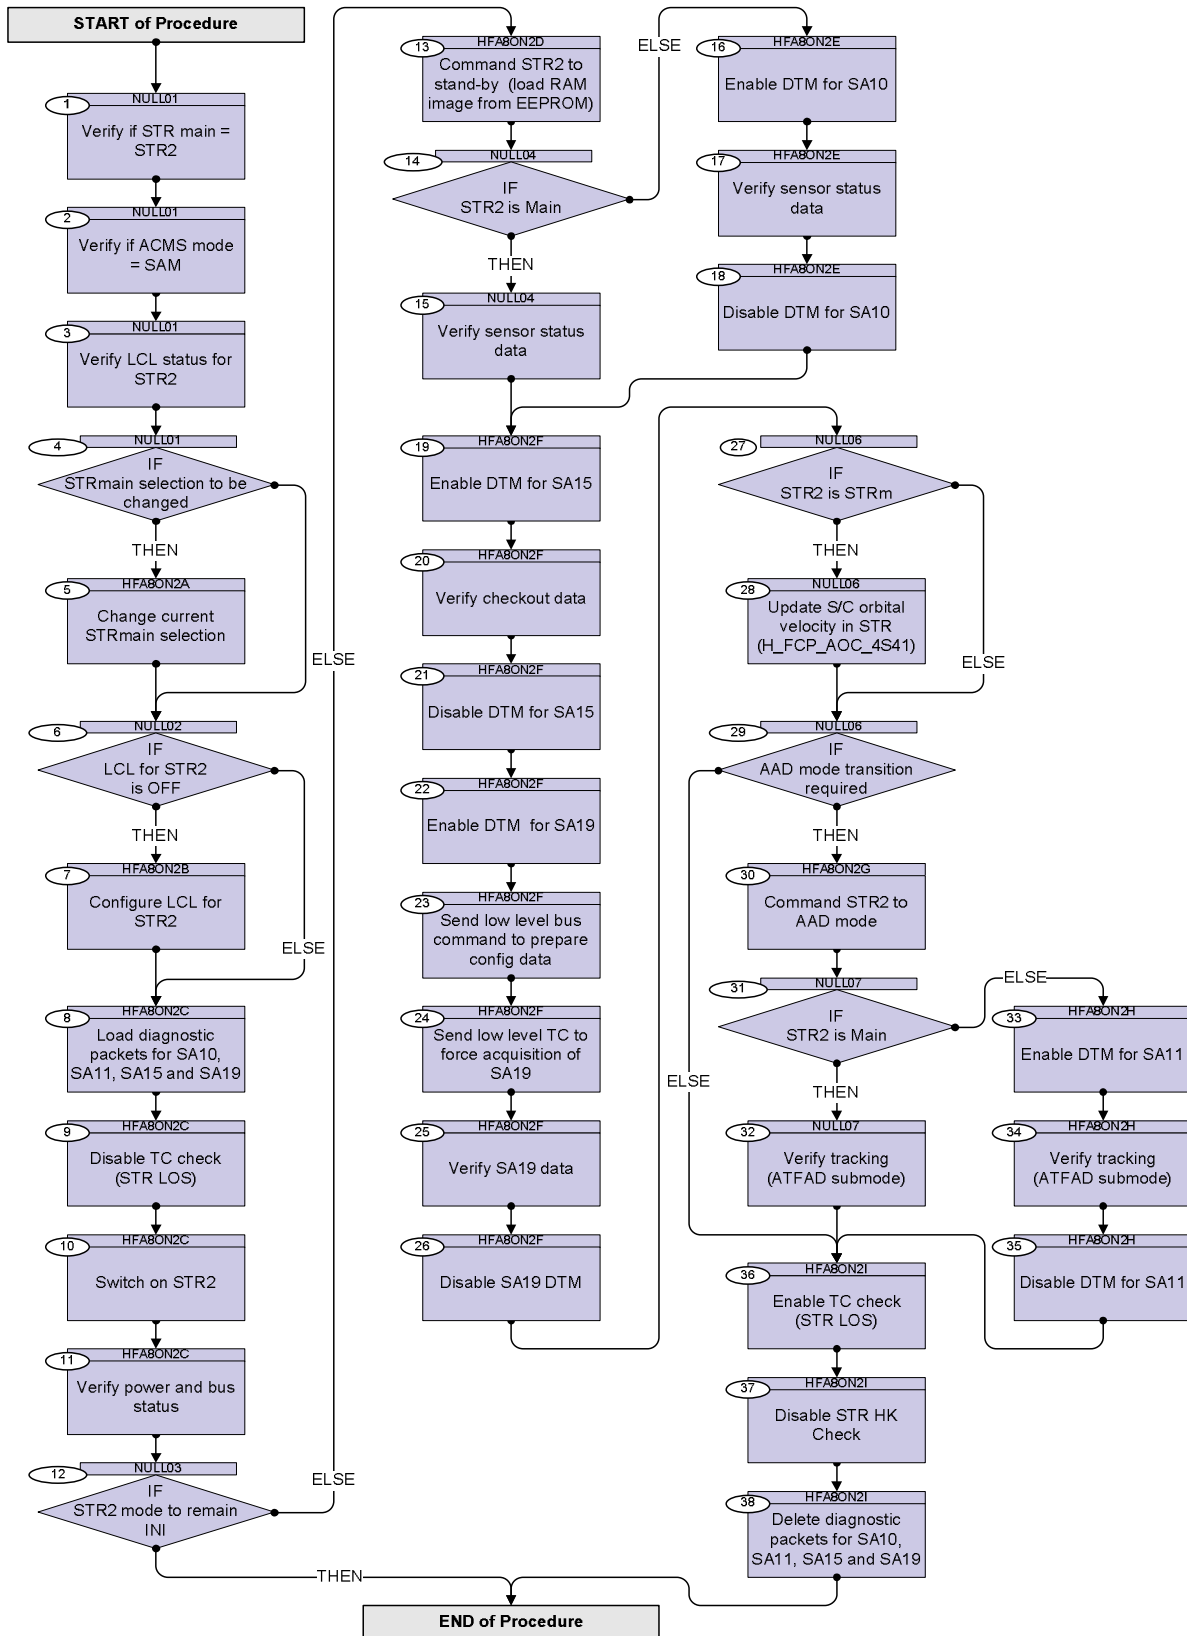 START of Procedure
NULL01
1
Verify if STR main =
STR2
NULL01
2
Verify if ACMS mode
= SAM
NULL01
3
Verify LCL status for
STR2
NULL01
4
IF
STRmain selection to be
changed
THEN
HFA8ON2A
5
Change current
STRmain selection
ELSE
NULL02
6
IF
LCL for STR2
is OFF
THEN
HFA8ON2B
7
Configure LCL for
STR2
ELSE
HFA8ON2C
8
Load diagnostic
packets for SA10,
SA11, SA15 and SA19
HFA8ON2C
9
Disable TC check
(STR LOS)
HFA8ON2C
10
Switch on STR2
HFA8ON2C
11
Verify power and bus
status
NULL03
12
IF
STR2 mode to remain
INI
ELSE
THEN
HFA8ON2D
13
Command STR2 to
stand-by (load RAM
image from EEPROM)
NULL04
14
IF
STR2 is Main
ELSE
THEN
NULL04
15
Verify sensor status
data
HFA8ON2E
16
Enable DTM for SA10
HFA8ON2E
17
Verify sensor status
data
HFA8ON2E
18
Disable DTM for SA10
HFA8ON2F
19
Enable DTM for SA15
HFA8ON2F
20
Verify checkout data
HFA8ON2F
21
Disable DTM for SA15
HFA8ON2F
22
Enable DTM for SA19
HFA8ON2F
23
Send low level bus
command to prepare
config data
HFA8ON2F
24
Send low level TC to
force acquisition of
SA19
HFA8ON2F
25
Verify SA19 data
HFA8ON2F
26
Disable SA19 DTM
NULL06
27
IF
STR2 is STRm
THEN
NULL06
28
Update S/C orbital
velocity in STR
(H_FCP_AOC_4S41)
ELSE
NULL06
29
IF
AAD mode transition
required
THEN
HFA8ON2G
30
Command STR2 to
AAD mode
NULL07
31
IF
STR2 is Main
ELSE
ELSE
THEN
NULL07
32
Verify tracking
(ATFAD submode)
HFA8ON2H
33
Enable DTM for SA11
HFA8ON2H
34
Verify tracking
(ATFAD submode)
HFA8ON2H
35
Disable DTM for SA11
HFA8ON2I
36
Enable TC check
(STR LOS)
HFA8ON2I
37
Disable STR HK
Check
HFA8ON2I
38
Delete diagnostic
packets for SA10,
SA11, SA15 and SA19
END of Procedure